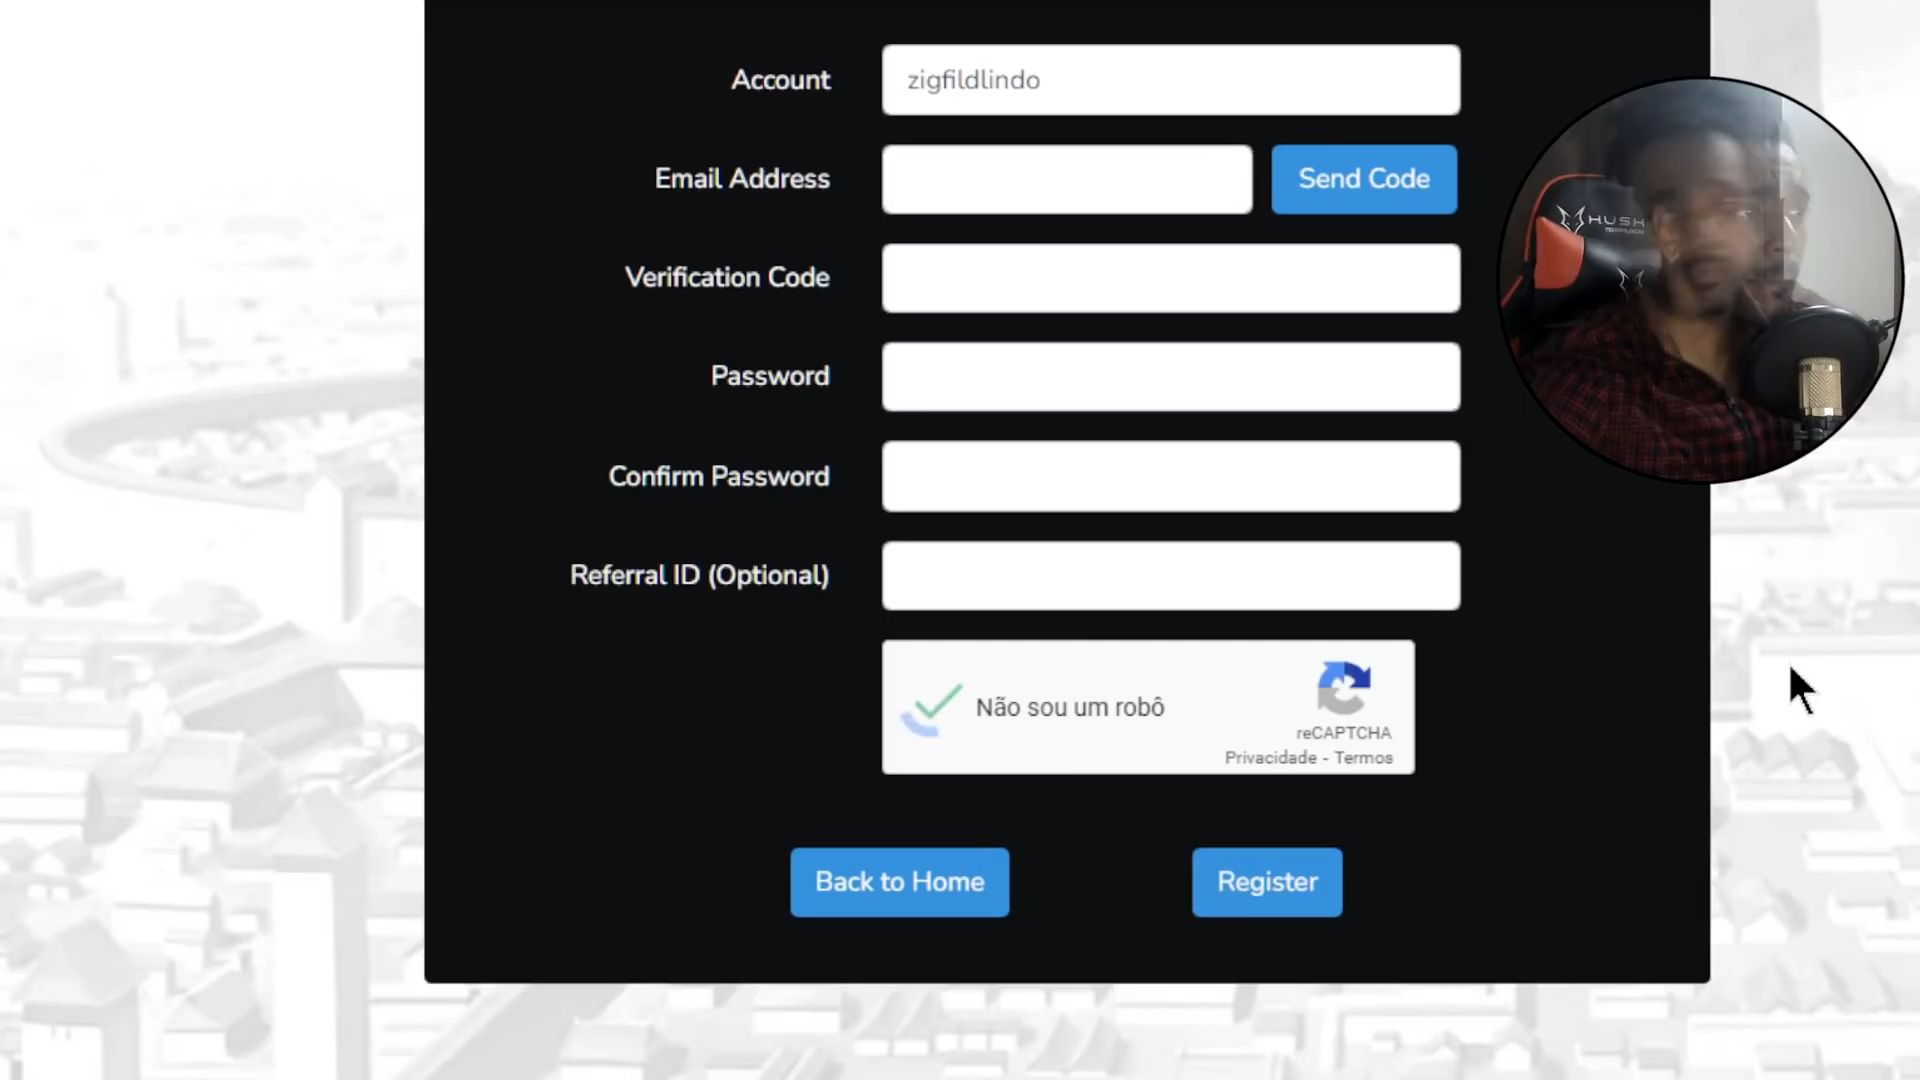 Account
zigfildlindo
Email Address
Send Code
Verification Code
Password
Confirm Password
Referral ID (Optional)
Não sou um robô
reCAPTCHA
Privacidade - Termos
Back to Home
Register
HUSK